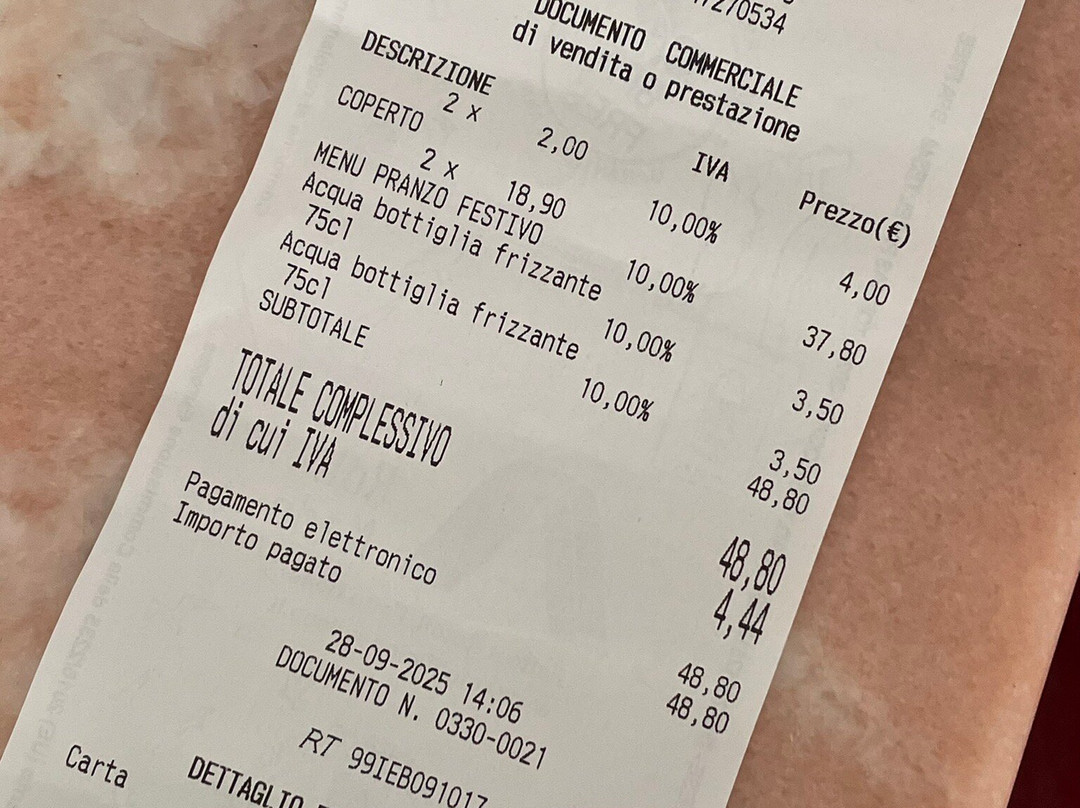 DOCUMENTO COMMERCIALE
di vendita o prestazione
DESCRIZIONE IVA Prezzo(€)
2 x 2,00
COPERTO 10,00% 4,00
2 x 18,90
MENU PRANZO FESTIVO 10,00% 37,80
Acqua bottiglia frizzante 10,00% 3,50
75cl
Acqua bottiglia frizzante 10,00% 3,50
75cl
SUBTOTALE 48,80
TOTALE COMPLESSIVO 48,80
di cui IVA 4,44
Pagamento elettronico 48,80
Importo pagato 48,80
28-09-2025 14:06
DOCUMENTO N. 0330-0021
RT 99IEB091017
Carta DETTAGLIO